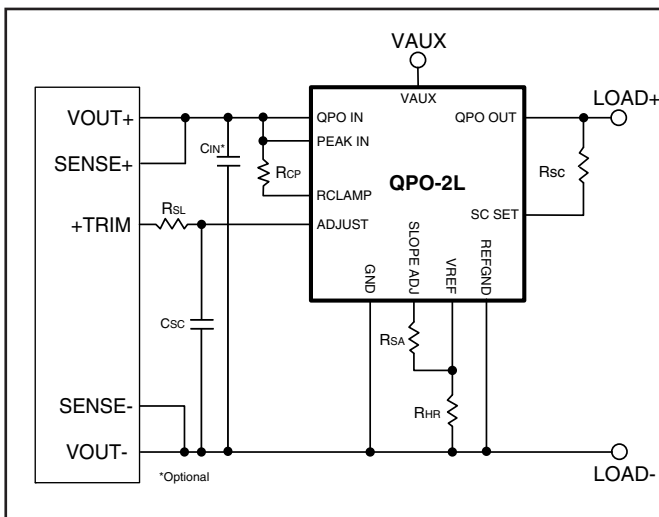 VAUX
VAUX
VOUT+
SENSE+
+TRIM
SENSE-
VOUT-
*Optional
CIN*
RCP
RSL
CSC
QPO IN
PEAK IN
RCLAMP
ADJUST
QPO-2L
QPO OUT
SC SET
GND
SLOPE ADJ
VREF
REFGND
RSA
RHR
RSC
LOAD+
LOAD-